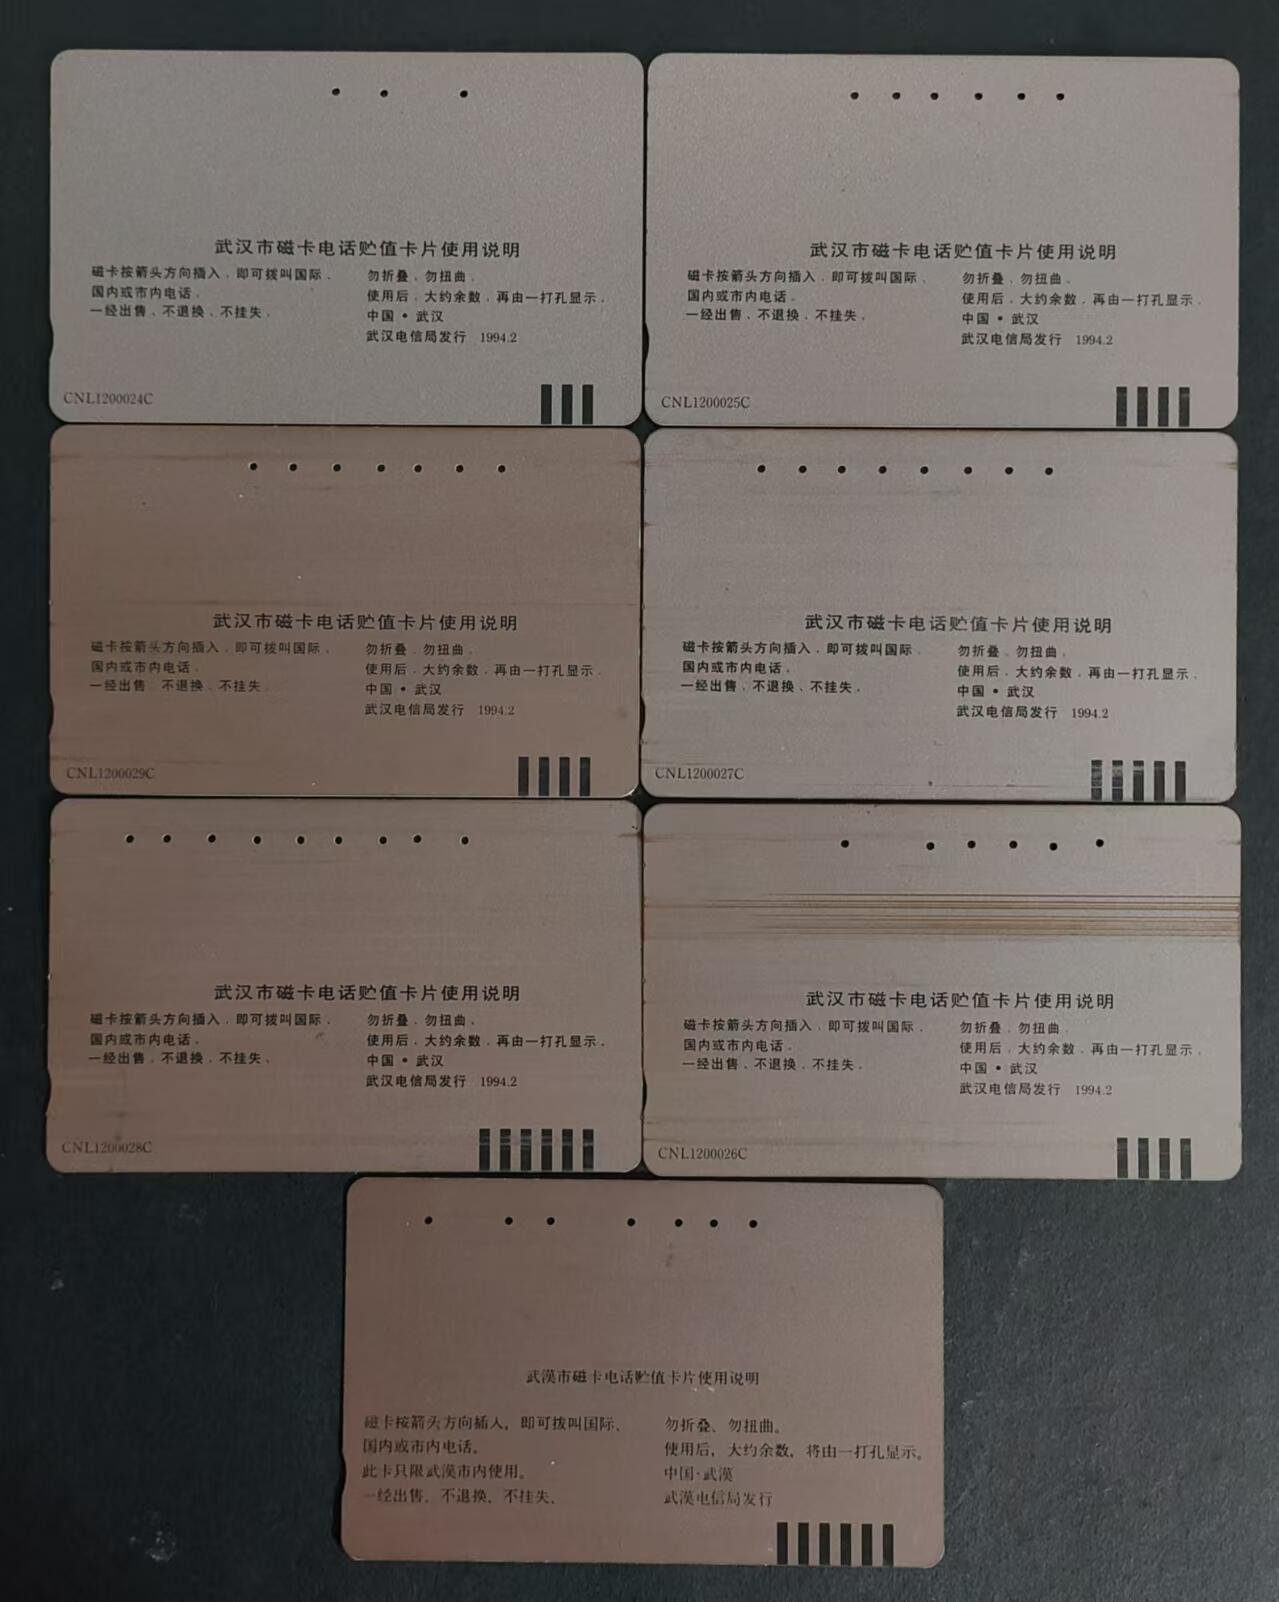 武汉市磁卡电话贮值卡片使用说明
磁卡按箭头方向插入．即可拨叫国际．
国内或市内电话．
一经出售．不退换．不挂失．
勿折叠．勿扭曲．
使用后．大约余数．再由一打孔显示．
中国•武汉
武汉电信局发行 1994.2
CNL1200024C
武汉市磁卡电话贮值卡片使用说明
磁卡按箭头方向插入．即可拨叫国际．
国内或市内电话．
一经出售．不退换．不挂失．
勿折叠．勿扭曲．
使用后．大约余数．再由一打孔显示．
中国•武汉
武汉电信局发行 1994.2
CNL1200025C
武汉市磁卡电话贮值卡片使用说明
磁卡按箭头方向插入．即可拨叫国际．
国内或市内电话．
一经出售．不退换．不挂失．
勿折叠．勿扭曲．
使用后．大约余数．再由一打孔显示．
中国•武汉
武汉电信局发行 1994.2
CNL1200029C
武汉市磁卡电话贮值卡片使用说明
磁卡按箭头方向插入．即可拨叫国际．
国内或市内电话．
一经出售．不退换．不挂失．
勿折叠．勿扭曲．
使用后．大约余数．再由一打孔显示．
中国•武汉
武汉电信局发行 1994.2
CNL1200027C
武汉市磁卡电话贮值卡片使用说明
磁卡按箭头方向插入．即可拨叫国际．
国内或市内电话．
一经出售．不退换．不挂失．
勿折叠．勿扭曲．
使用后．大约余数．再由一打孔显示．
中国•武汉
武汉电信局发行 1994.2
CNL1200028C
武汉市磁卡电话贮值卡片使用说明
磁卡按箭头方向插入．即可拨叫国际．
国内或市内电话．
一经出售．不退换．不挂失．
勿折叠．勿扭曲．
使用后．大约余数．再由一打孔显示．
中国•武汉
武汉电信局发行 1994.2
CNL1200026C
武漢市磁卡电话贮值卡片使用说明
磁卡按箭头方向插入，即可拨叫国际、
国内或市内电话。
此卡只限武漢市内使用。
一经出售、不退换、不挂失、
勿折叠、勿扭曲。
使用后，大约余数，将由一打孔显示。
中国·武漢
武漢电信局发行